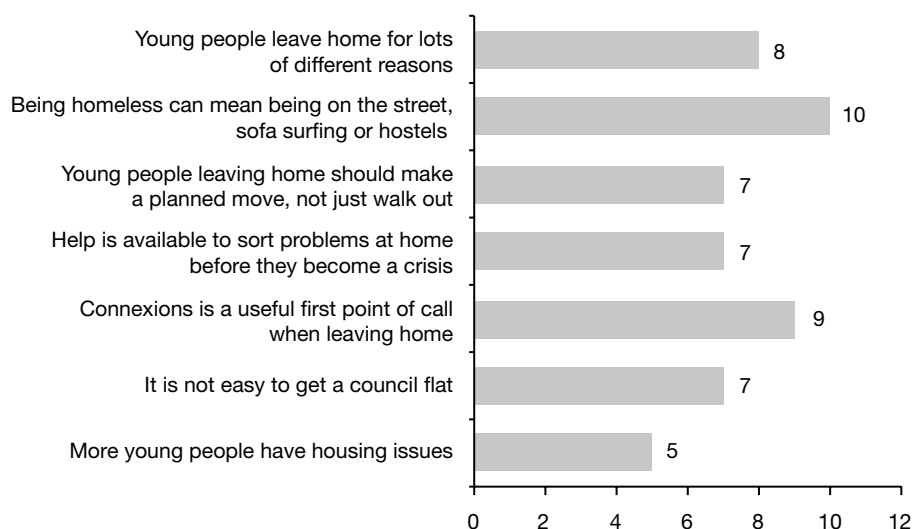 Young people leave home for lots
of different reasons
8
Being homeless can mean being on the street,
sofa surfing or hostels
10
Young people leaving home should make
a planned move, not just walk out
7
Help is available to sort problems at home
before they become a crisis
7
Connexions is a useful first point of call
when leaving home
9
It is not easy to get a council flat
7
More young people have housing issues
5
0 2 4 6 8 10 12